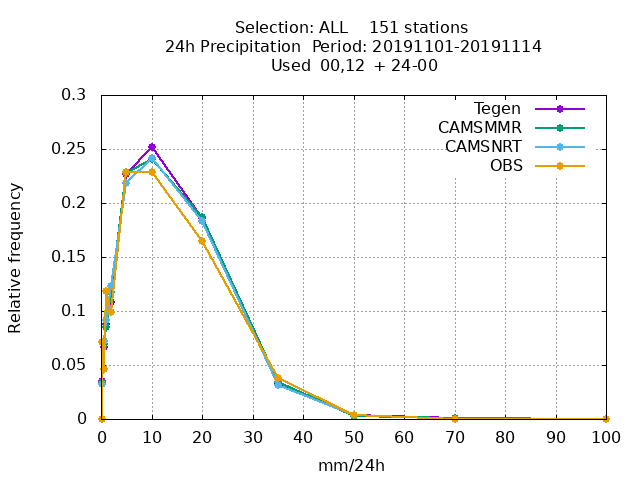 Selection: ALL    151 stations
24h Precipitation  Period: 20191101-20191114
Used  00,12  + 24-00
Tegen
CAMSMMR
CAMSNRT
OBS
0.3
0.25
0.2
0.15
0.1
0.05
0
Relative frequency
0 10 20 30 40 50 60 70 80 90 100
mm/24h